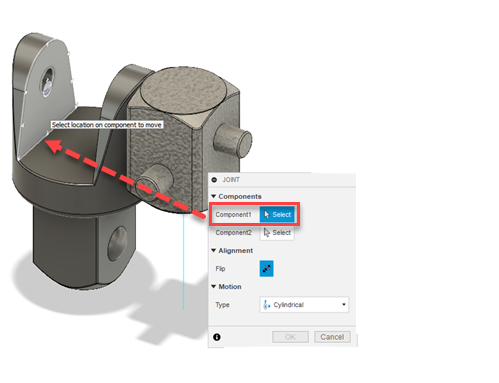 Select location on component to move
JOINT
Components
Component1 Select
Component2 Select
Alignment
Flip
Motion
Type Cylindrical
OK Cancel